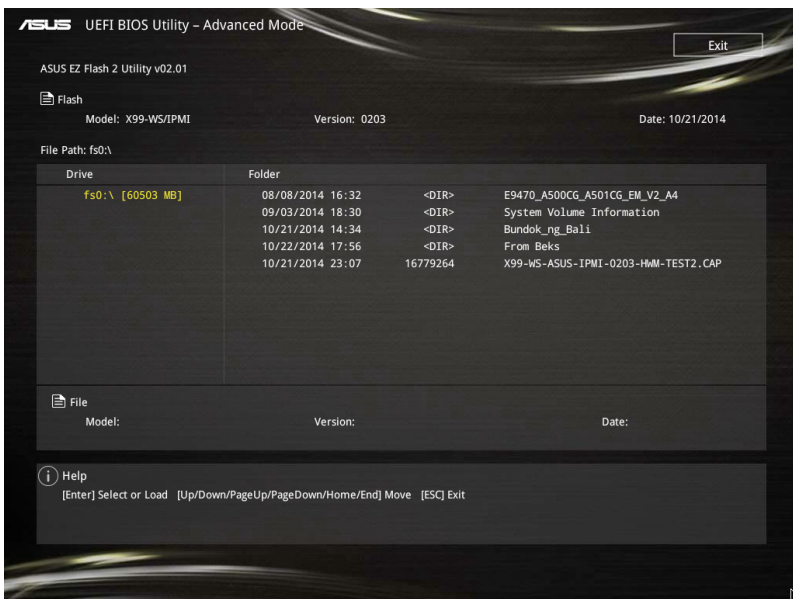 ASUS UEFI BIOS Utility – Advanced Mode
Exit
ASUS EZ Flash 2 Utility v02.01
Flash
Model: X99-WS/IPMI Version: 0203 Date: 10/21/2014
File Path: fs0:\
Drive Folder
fs0:\ [60503 MB] 08/08/2014 16:32 <DIR> E9470_A500CG_A501CG_EM_V2_A4
09/03/2014 18:30 <DIR> System Volume Information
10/21/2014 14:34 <DIR> Bundok_ng_Bali
10/22/2014 17:56 <DIR> From Beks
10/21/2014 23:07 16779264 X99-WS-ASUS-IPMI-0203-HWM-TEST2.CAP
File
Model: Version: Date:
i Help
[Enter] Select or Load [Up/Down/PageUp/PageDown/Home/End] Move [ESC] Exit